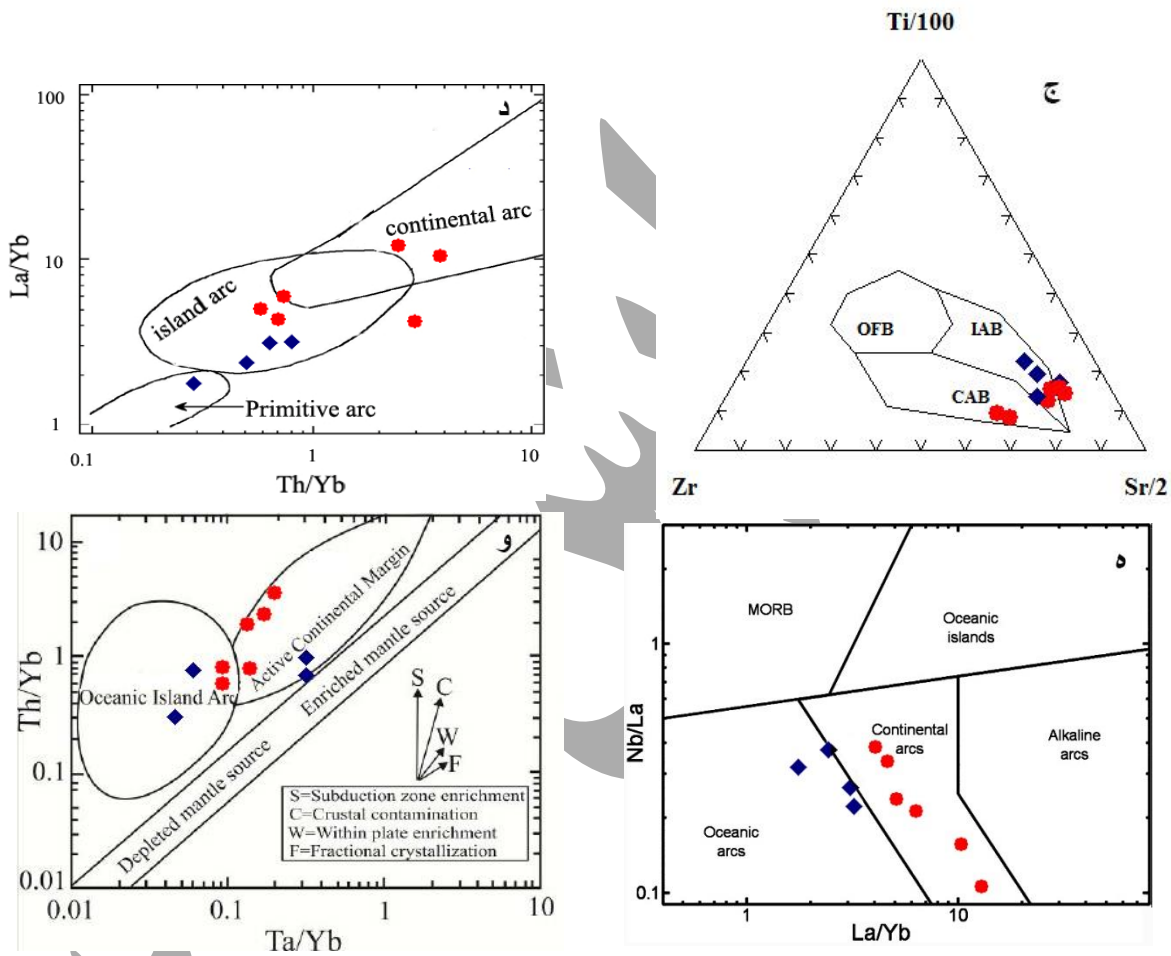 د
100
10
1
La/Yb
continental arc
island arc
Primitive arc
0.1
1
10
Th/Yb
Ti/100
ج
OFB
IAB
CAB
Zr
Sr/2
و
10
1
0.1
0.01
Th/Yb
Oceanic Island Arc
Active Continental Margin
Enriched mantle source
Depleted mantle source
S
C
W
F
S=Subduction zone enrichment
C=Crustal contamination
W=Within plate enrichment
F=Fractional crystallization
0.01
0.1
1
10
Ta/Yb
ه
MORB
Oceanic
islands
1
Nb/La
Continental
arcs
Alkaline
arcs
Oceanic
arcs
0.1
1
10
La/Yb